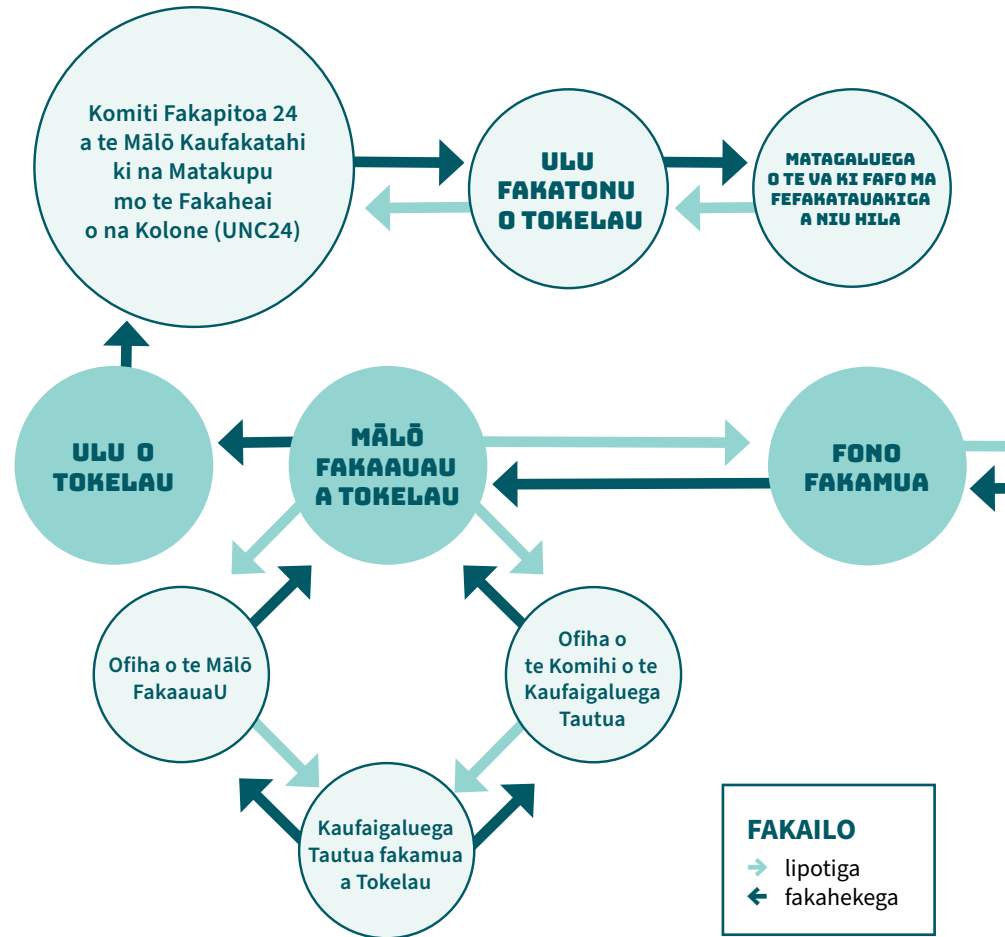 Komiti Fakapitoa 24
a te Mālō Kaufakatahi
ki na Matakupu
mo te Fakaheai
o na Kolone (UNC24)
ULU
FAKATONU
O TOKELAU
MATAGALUEGA
O TE VA KI FAFO MA
FEFAKATAUAKIGA
A NIU HILA
ULU O
TOKELAU
MĀLŌ
FAKAAUAU
A TOKELAU
FONO
FAKAMUA
Ofiha o te Mālō
FakaauaU
Ofiha o
te Komihi o te
Kaufaigaluega
Tautua
Kaufaigaluega
Tautua fakamua
a Tokelau
FAKAILO
lipotiga
fakahekega